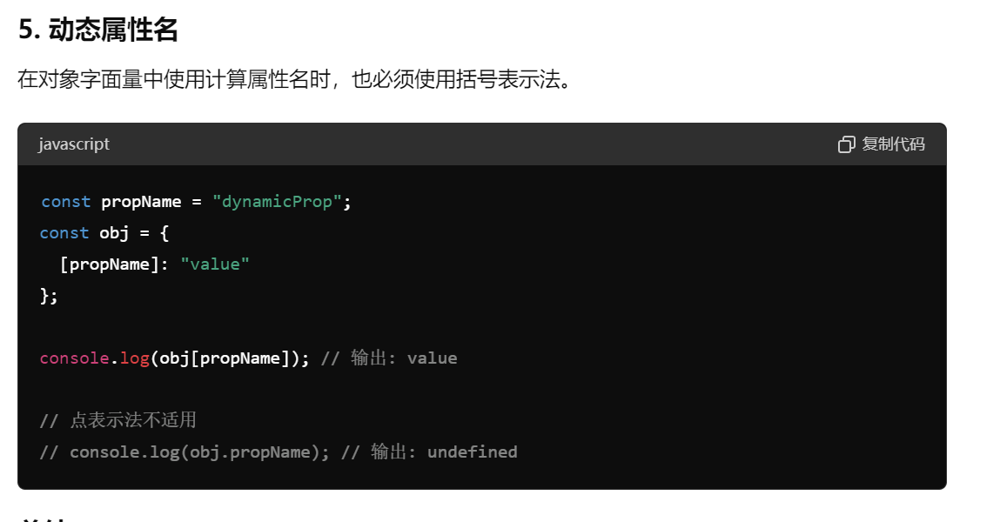 5. 动态属性名
在对象字面量中使用计算属性名时，也必须使用括号表示法。
javascript
复制代码
const propName = "dynamicProp";
const obj = {
  [propName]: "value"
};
console.log(obj[propName]); // 输出: value
// 点表示法不适用
// console.log(obj.propName); // 输出: undefined